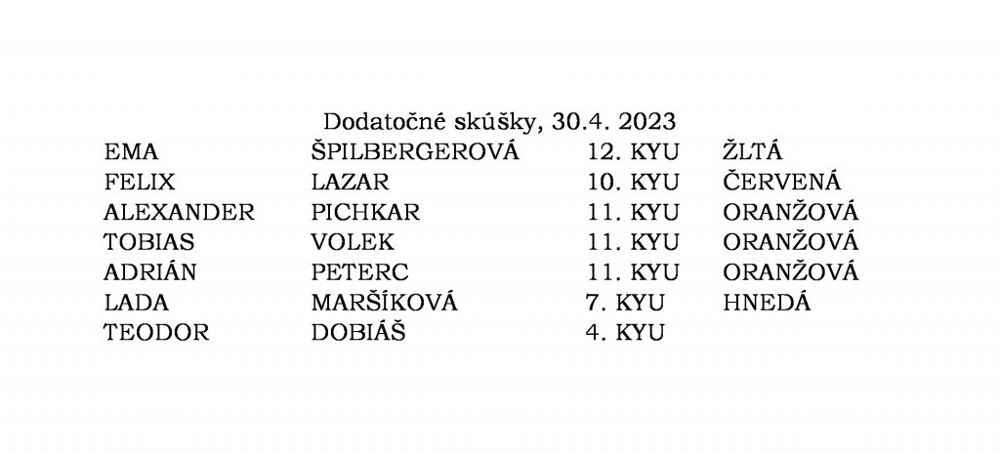 Dodatočné skúšky, 30.4. 2023
EMA ŠPILBERGEROVÁ 12. KYU ŽLTÁ
FELIX LAZAR 10. KYU ČERVENÁ
ALEXANDER PICHKAR 11. KYU ORANŽOVÁ
TOBIAS VOLEK 11. KYU ORANŽOVÁ
ADRIÁN PETERC 11. KYU ORANŽOVÁ
LADA MARŠÍKOVÁ 7. KYU HNEDÁ
TEODOR DOBIÁŠ 4. KYU